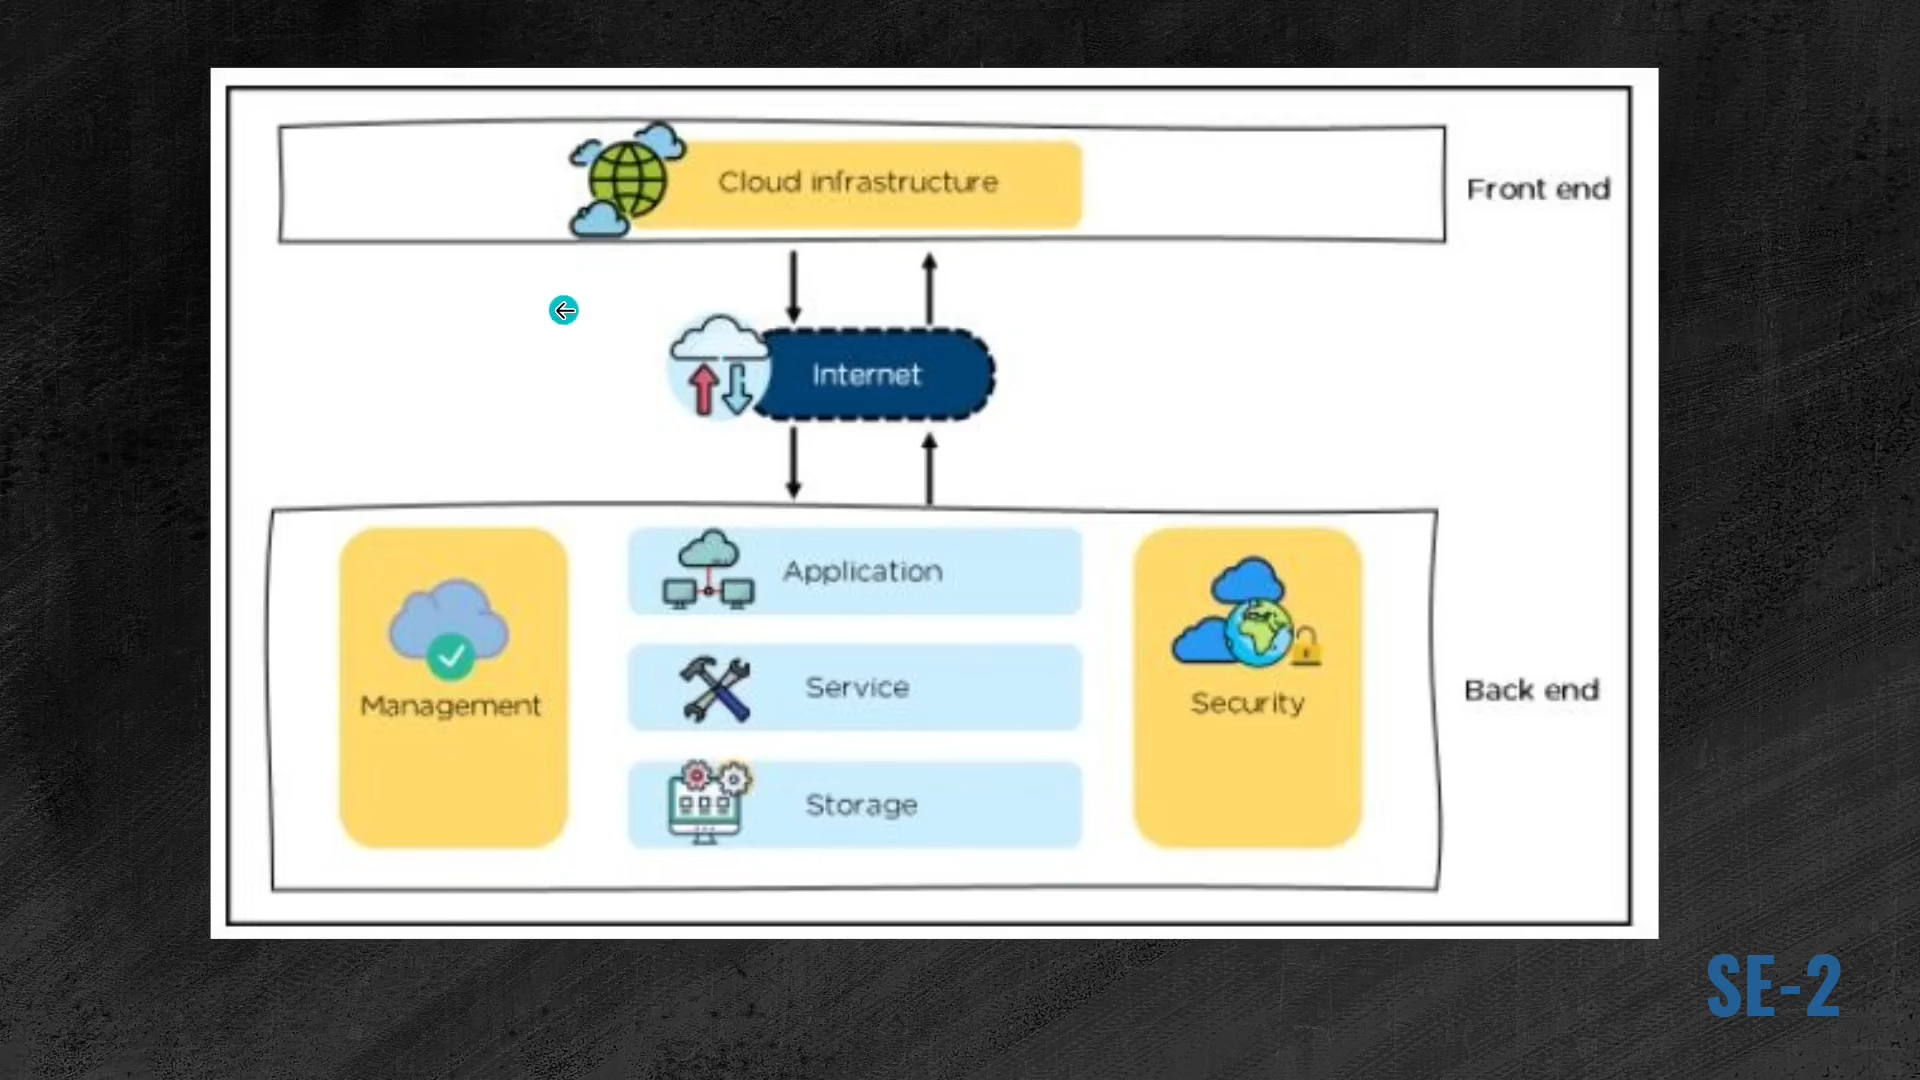 Cloud infrastructure
Front end
Internet
Application
Management
Service
Security
Back end
Storage
SE-2